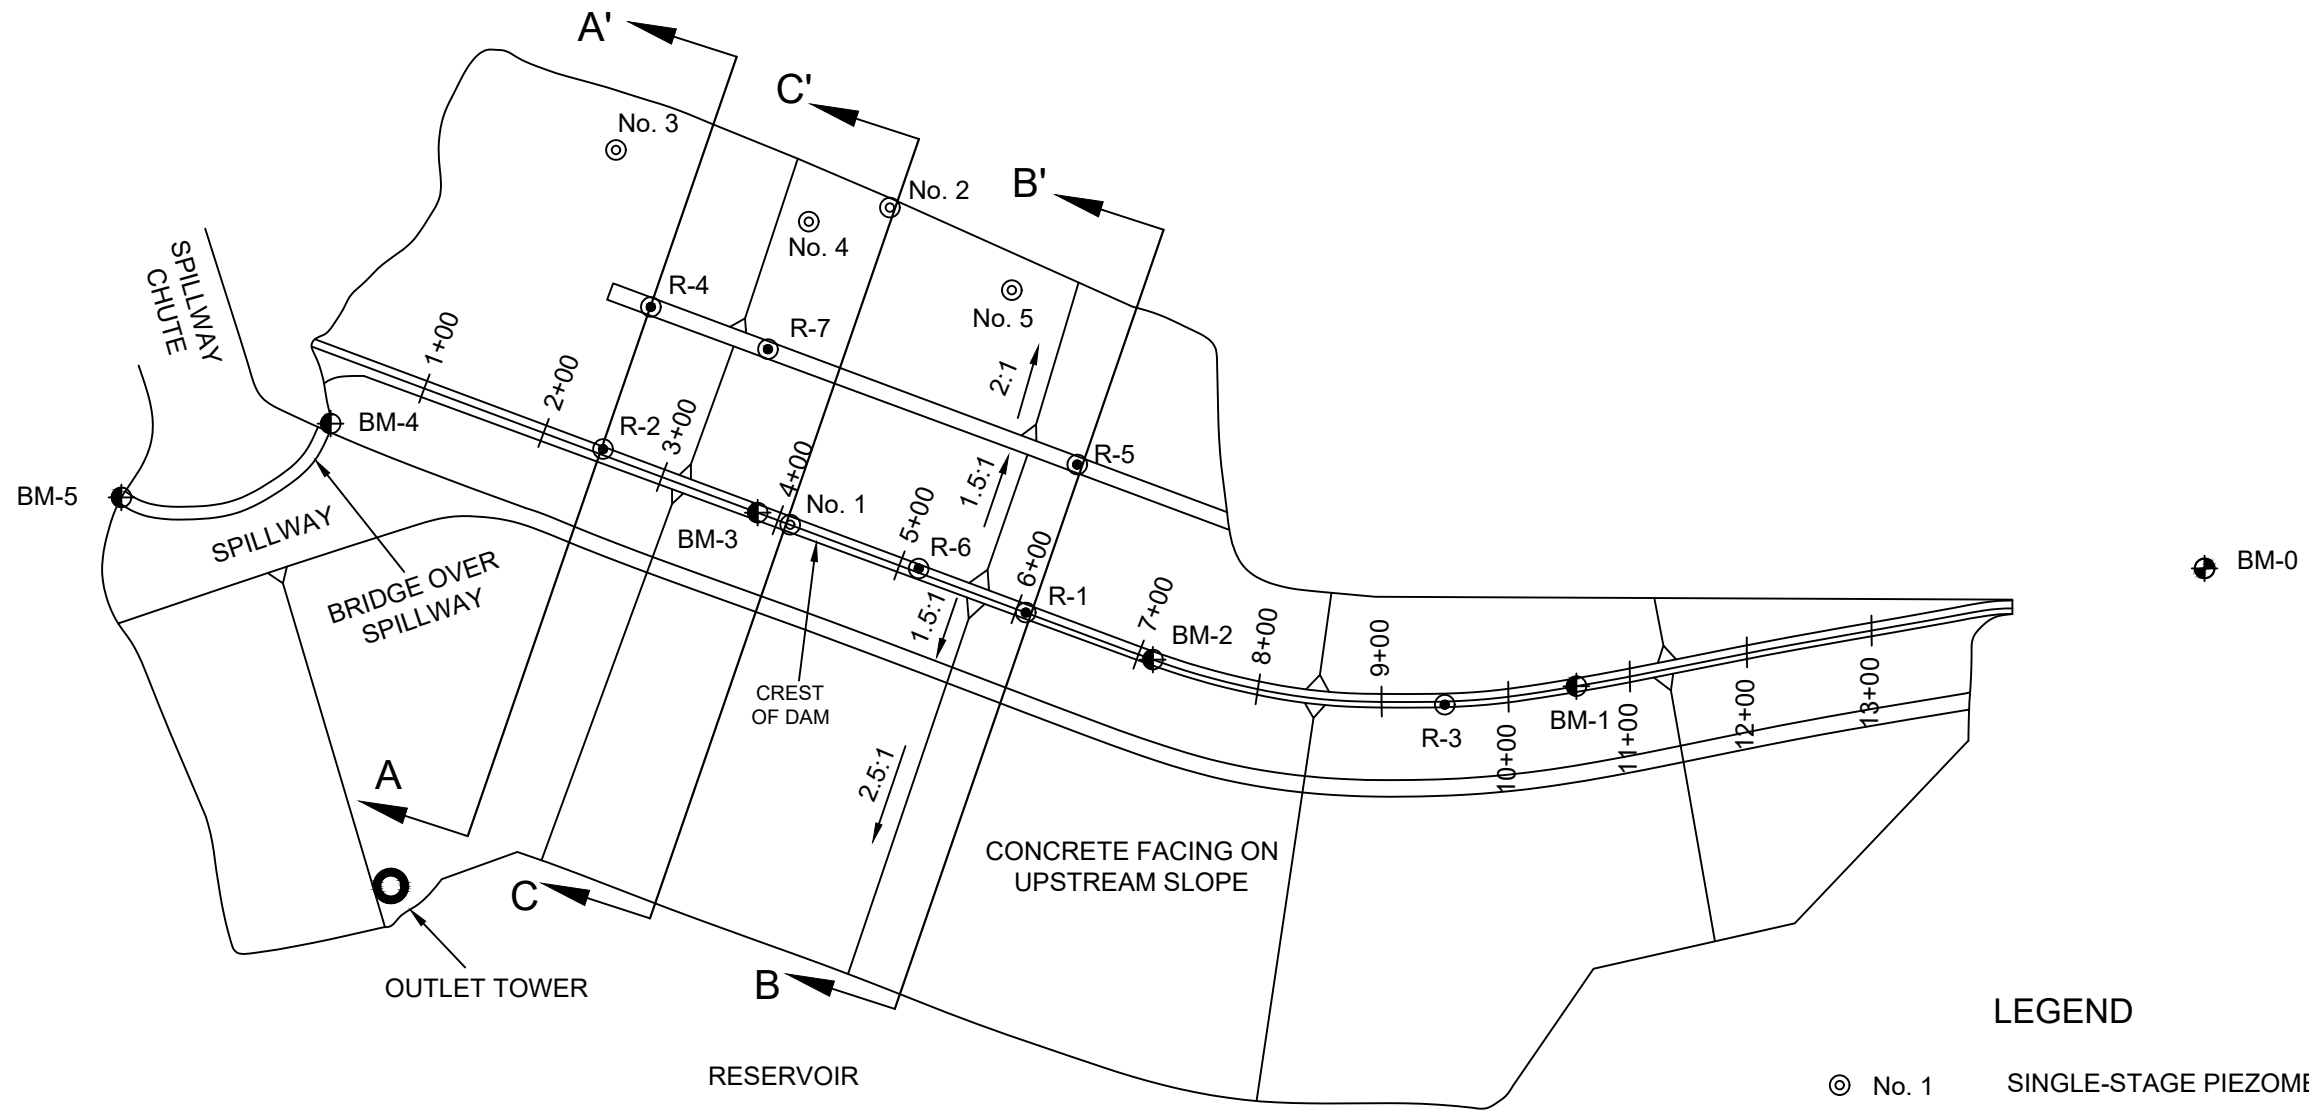 A'
C'
No. 3
B'
No. 2
No. 4
SPILLWAY
CHUTE
R-4
No. 5
R-7
1+00
2+00
2:1
BM-4
R-2
3+00
R-5
4+00
1.5:1
BM-5
No. 1
SPILLWAY
BM-3
5+00
R-6
6+00
BM-0
BRIDGE OVER
SPILLWAY
R-1
1.5:1
7+00
BM-2
8+00
9+00
CREST
OF DAM
BM-1
R-3
10+00
11+00
12+00
13+00
A
2.5:1
CONCRETE FACING ON
UPSTREAM SLOPE
C
OUTLET TOWER
B
LEGEND
RESERVOIR
No. 1 SINGLE-STAGE